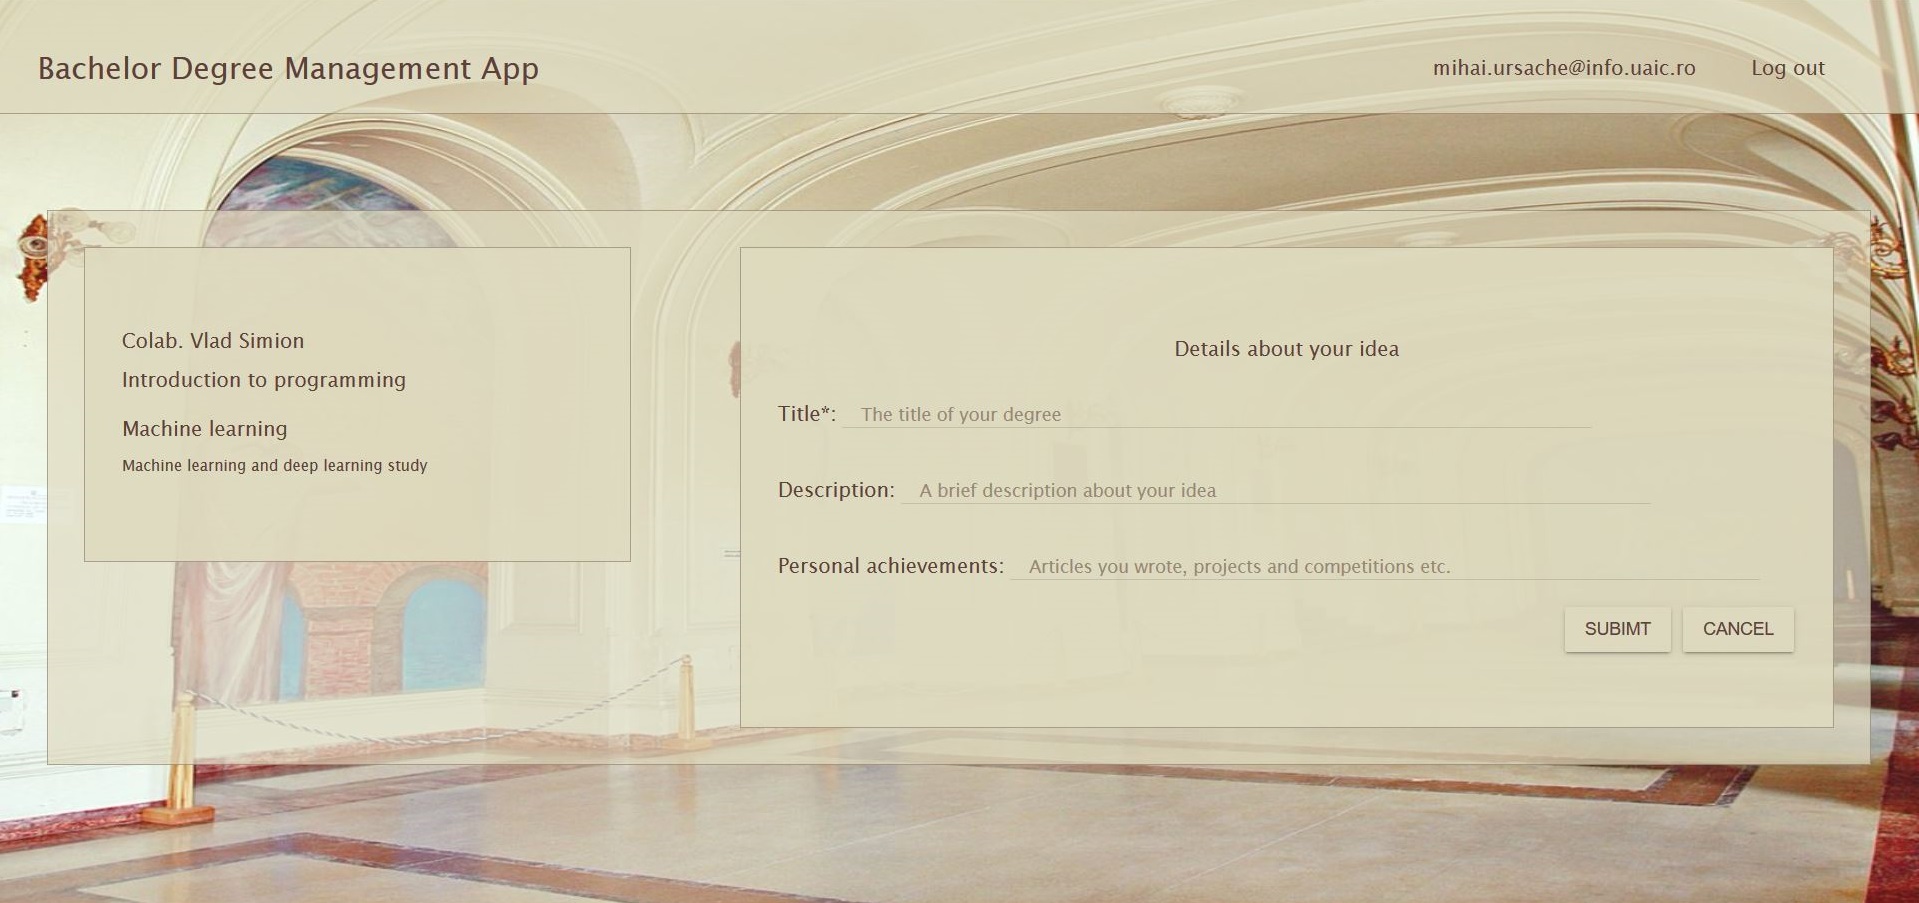 Bachelor Degree Management App
mihai.ursache@info.uaic.ro
Log out
Colab. Vlad Simion
Introduction to programming
Machine learning
Machine learning and deep learning study
Details about your idea
Title*: The title of your degree
Description: A brief description about your idea
Personal achievements: Articles you wrote, projects and competitions etc.
SUBIMT
CANCEL